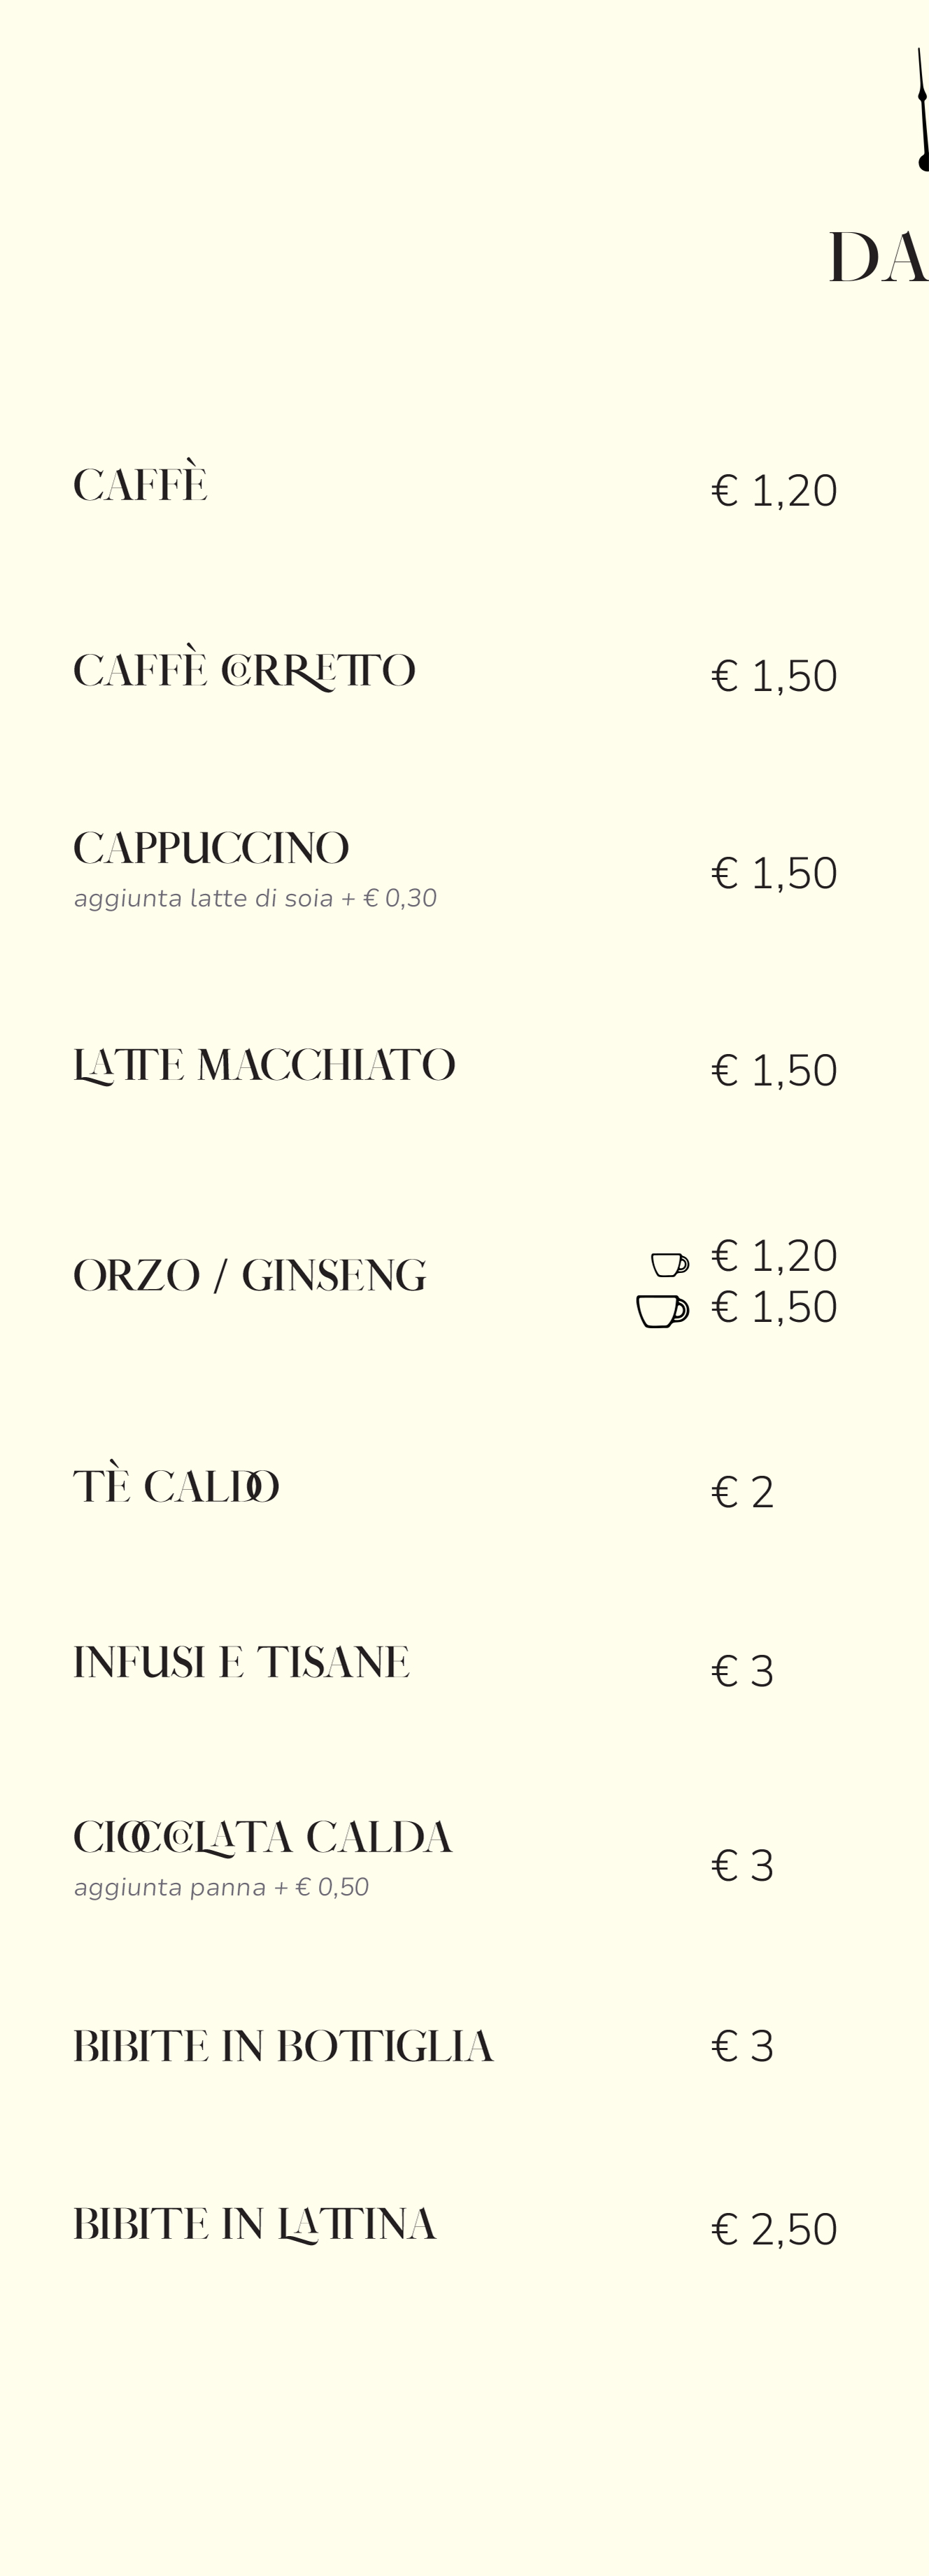 DA
CAFFÈ € 1,20
CAFFÈ CORRETTO € 1,50
CAPPUCCINO € 1,50
aggiunta latte di soia + € 0,30
LATTE MACCHIATO € 1,50
ORZO / GINSENG € 1,20
€ 1,50
TÈ CALDO € 2
INFUSI E TISANE € 3
CIOCCOLATA CALDA € 3
aggiunta panna + € 0,50
BIBITE IN BOTTIGLIA € 3
BIBITE IN LATTINA € 2,50